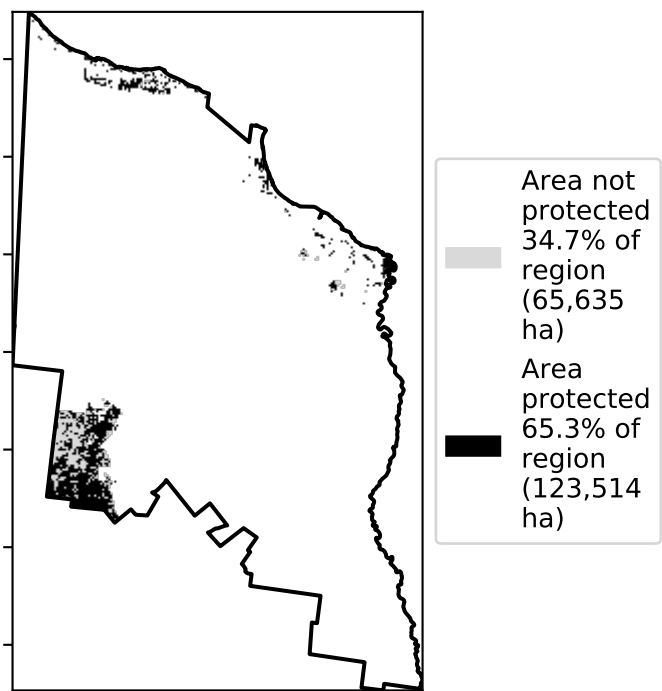 Area not
protected
34.7% of
region
(65,635
ha)
Area
protected
65.3% of
region
(123,514
ha)